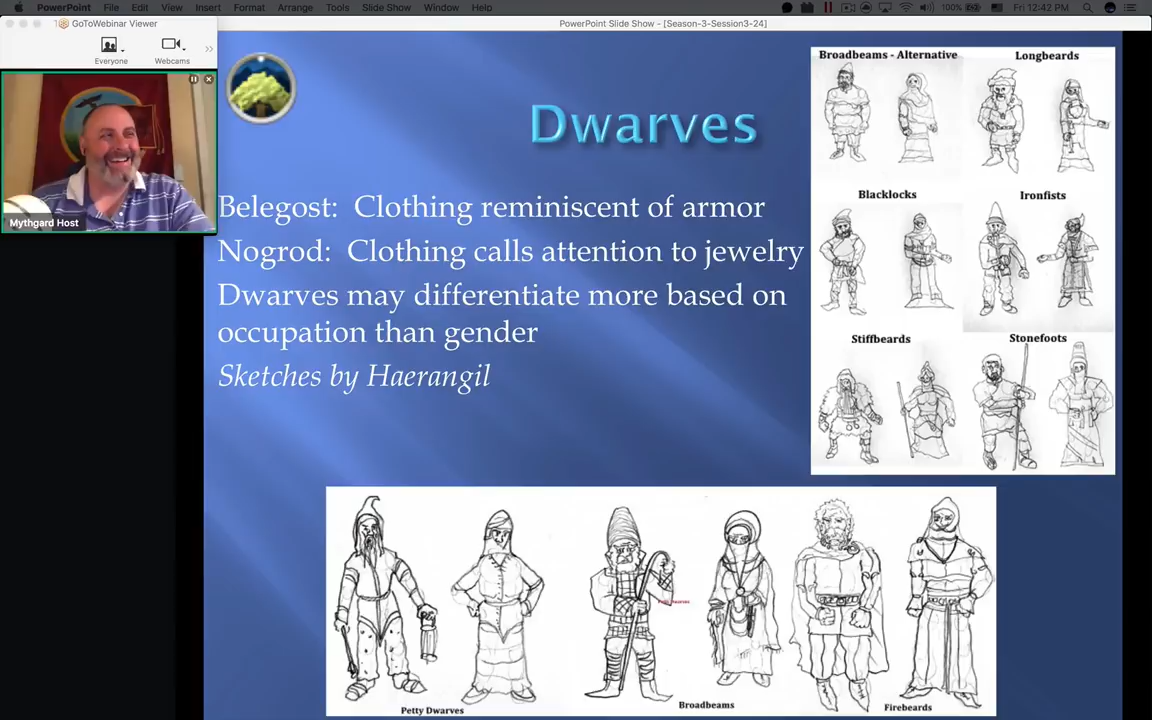 PowerPoint File Edit View Insert Format Arrange Tools Slide Show Window Help 100% Fri 12:42 PM
GoToWebinar Viewer
PowerPoint Slide Show - [Season-3-Session3-24]
Everyone
Webcams
Mythgard Host
Dwarves
Belegost: Clothing reminiscent of armor
Nogrod: Clothing calls attention to jewelry
Dwarves may differentiate more based on
occupation than gender
Sketches by Haerangil
Broadbeams - Alternative
Longbeards
Blacklocks
Ironfists
Stiffbeards
Stonefoots
Petty Dwarves
Broadbeams
Firebeards